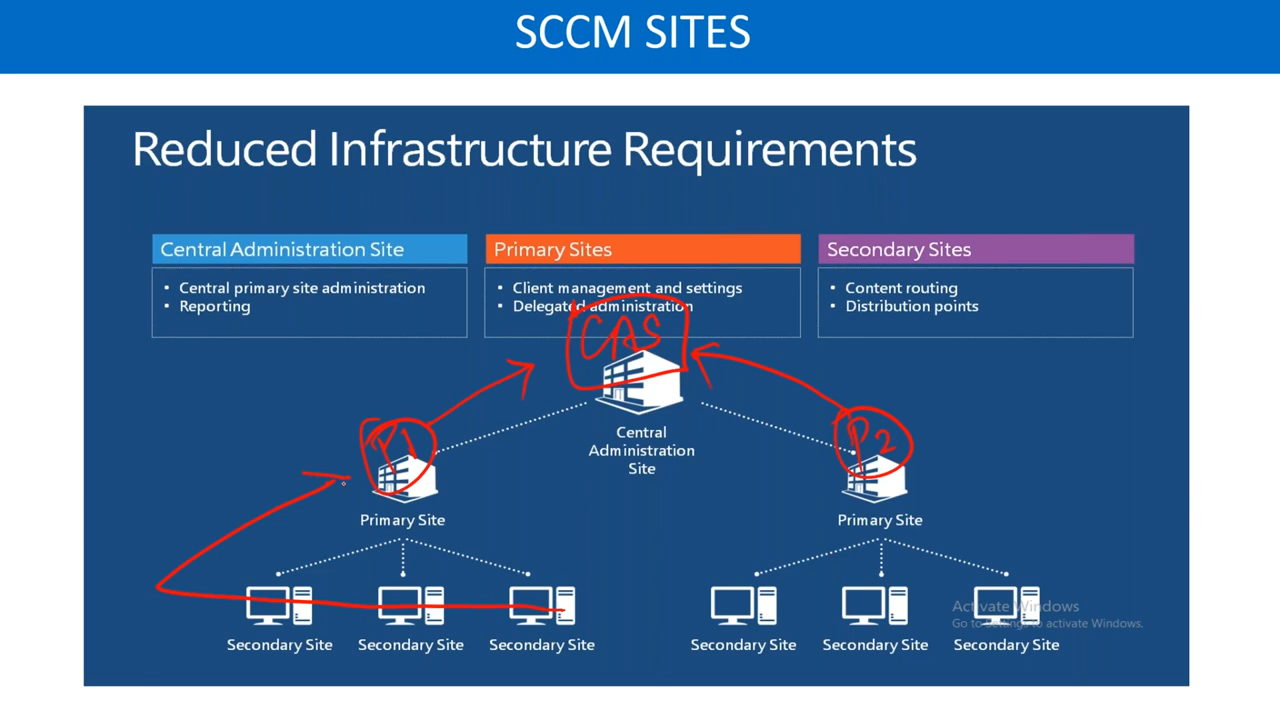 SCCM SITES
Reduced Infrastructure Requirements
Central Administration Site
• Central primary site administration
• Reporting
Primary Sites
• Client management and settings
• Delegated administration
Secondary Sites
• Content routing
• Distribution points
CAS
Central
Administration
Site
P1
P2
Primary Site
Primary Site
Secondary Site
Secondary Site
Secondary Site
Secondary Site
Secondary Site
Secondary Site
Activate Windows
Go to Settings to activate Windows.